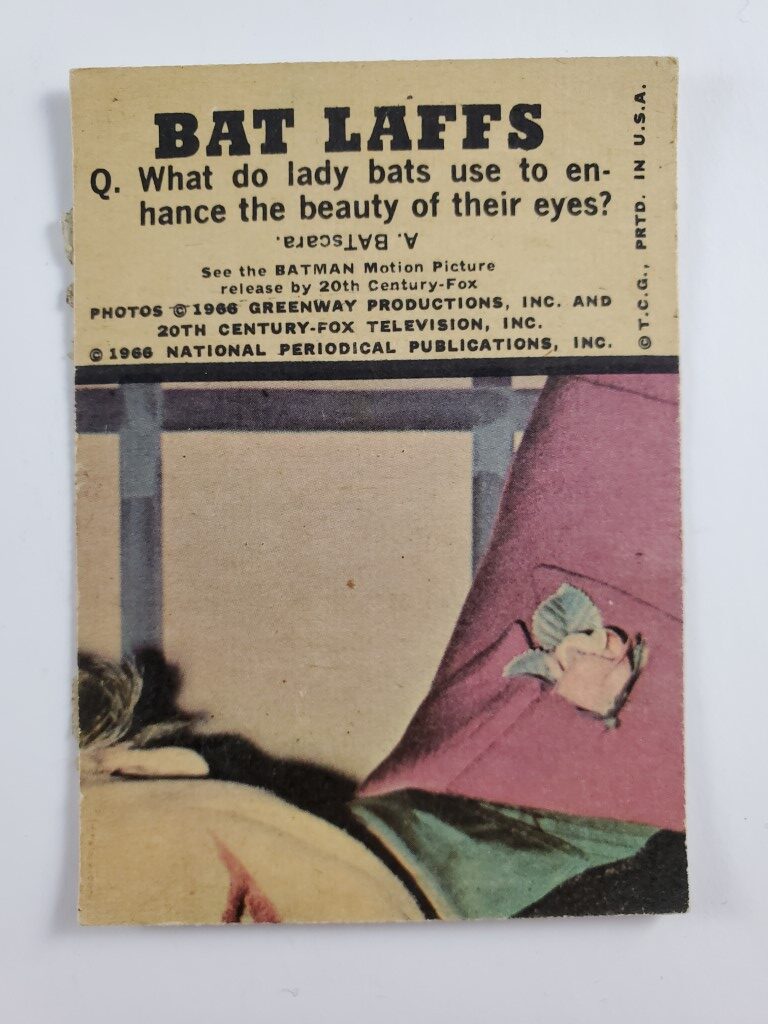 BAT LAFFS
Q. What do lady bats use to en-
hance the beauty of their eyes?
A. BATscara.
See the BATMAN Motion Picture
release by 20th Century-Fox
PHOTOS © 1966 GREENWAY PRODUCTIONS, INC. AND
20TH CENTURY-FOX TELEVISION, INC.
© 1966 NATIONAL PERIODICAL PUBLICATIONS, INC.
© T.C.G., PRTD. IN U.S.A.